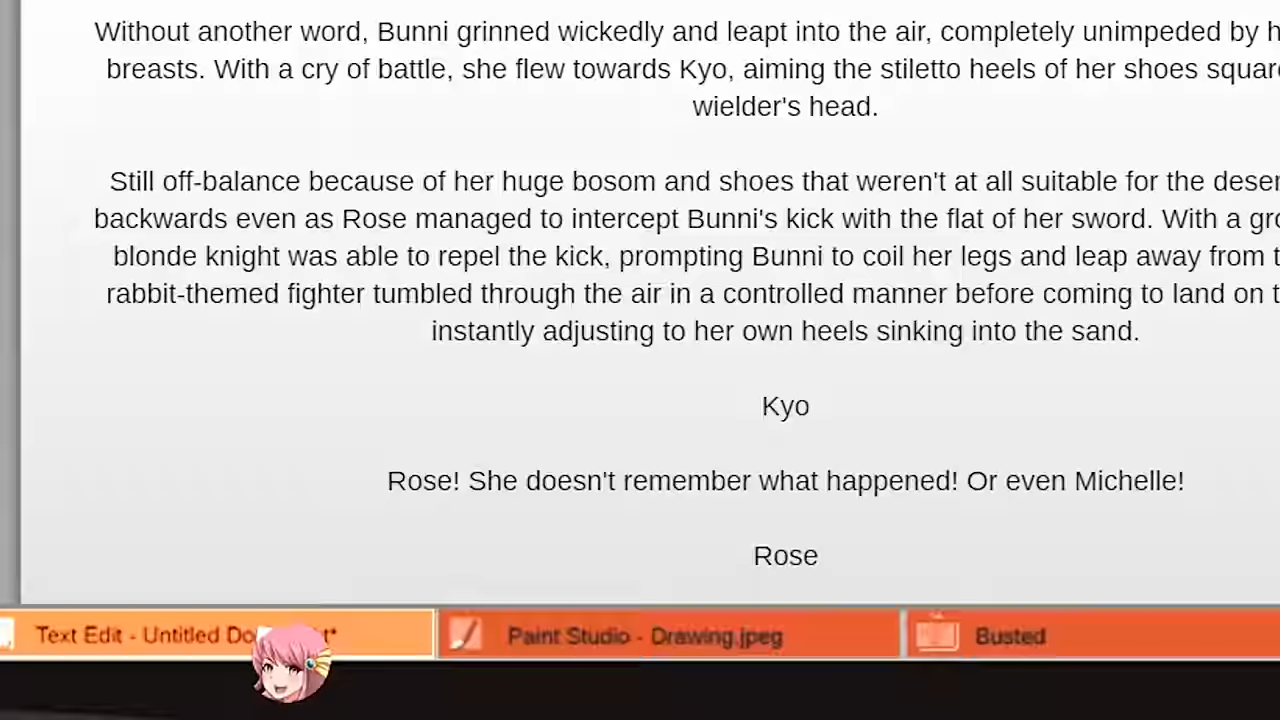 Without another word, Bunni grinned wickedly and leapt into the air, completely unimpeded by h
breasts. With a cry of battle, she flew towards Kyo, aiming the stiletto heels of her shoes squar
wielder's head.
Still off-balance because of her huge bosom and shoes that weren't at all suitable for the deser
backwards even as Rose managed to intercept Bunni's kick with the flat of her sword. With a gro
blonde knight was able to repel the kick, prompting Bunni to coil her legs and leap away from t
rabbit-themed fighter tumbled through the air in a controlled manner before coming to land on t
instantly adjusting to her own heels sinking into the sand.
Kyo
Rose! She doesn't remember what happened! Or even Michelle!
Rose
Text Edit - Untitled Do t*
Paint Studio - Drawing.jpeg
Busted